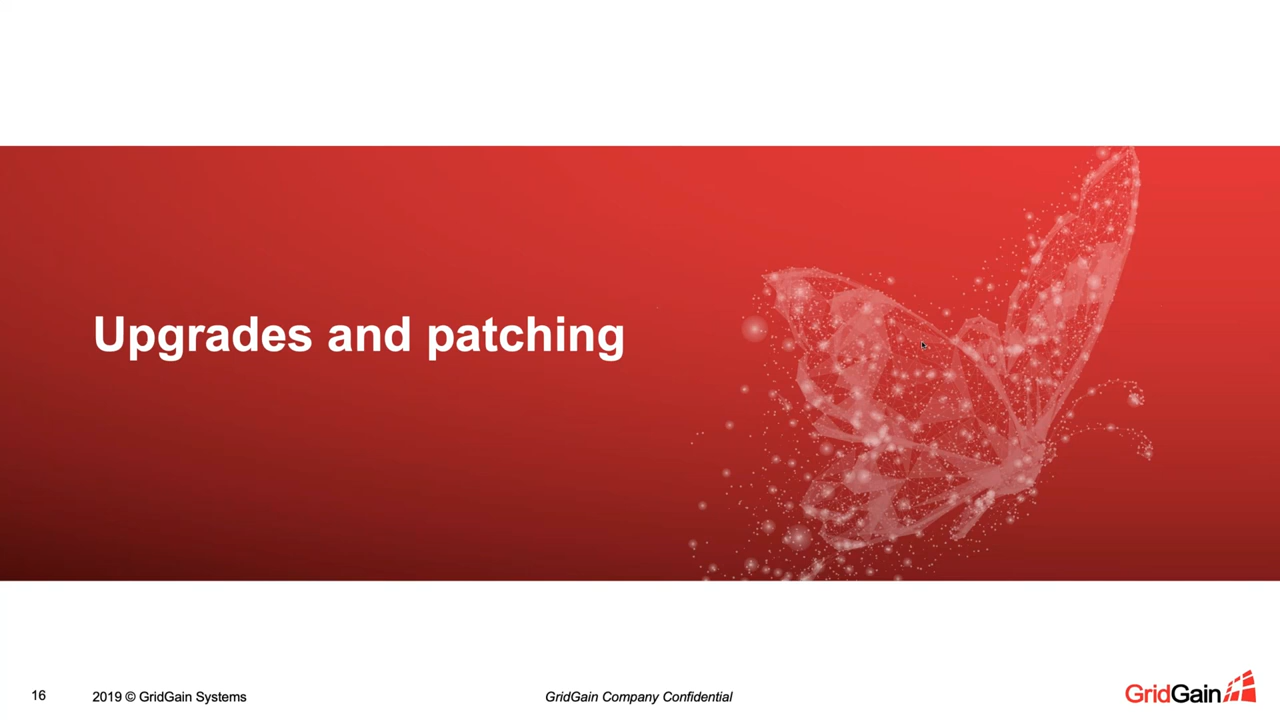 Upgrades and patching
16
2019 © GridGain Systems
GridGain Company Confidential
GridGain